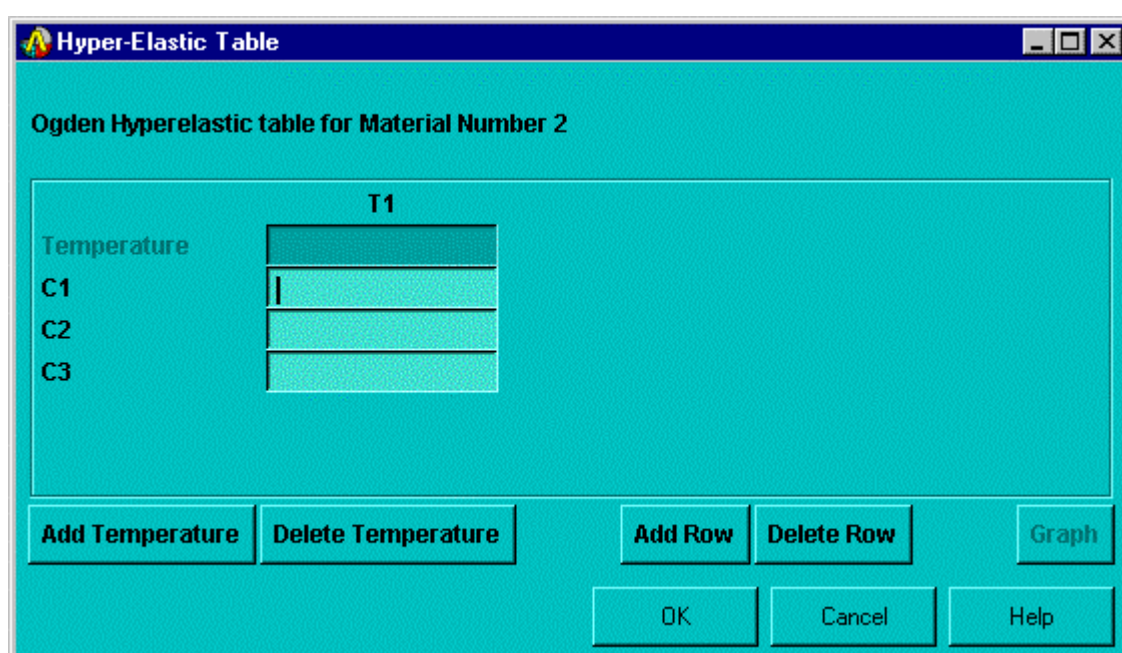 Hyper-Elastic Table
Ogden Hyperelastic table for Material Number 2
T1
Temperature
C1
C2
C3
Add Temperature Delete Temperature Add Row Delete Row Graph
OK Cancel Help